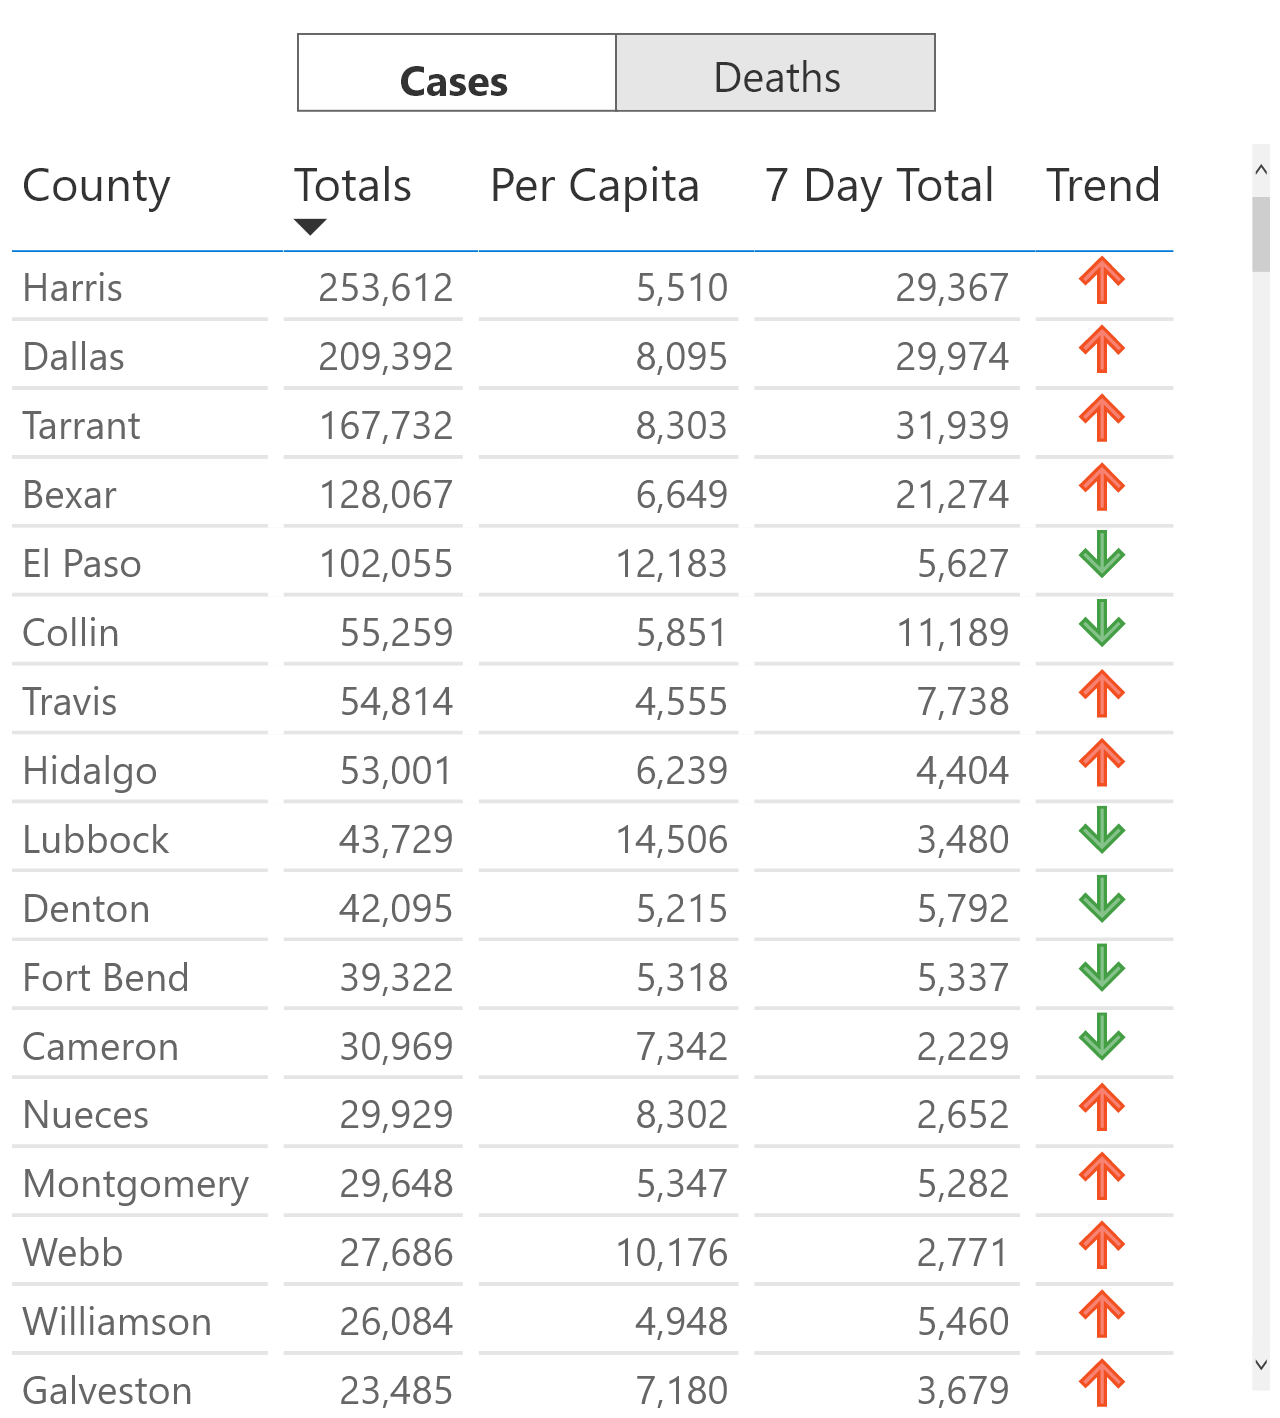 Cases Deaths
County Totals Per Capita 7 Day Total Trend
Harris 253,612 5,510 29,367
Dallas 209,392 8,095 29,974
Tarrant 167,732 8,303 31,939
Bexar 128,067 6,649 21,274
El Paso 102,055 12,183 5,627
Collin 55,259 5,851 11,189
Travis 54,814 4,555 7,738
Hidalgo 53,001 6,239 4,404
Lubbock 43,729 14,506 3,480
Denton 42,095 5,215 5,792
Fort Bend 39,322 5,318 5,337
Cameron 30,969 7,342 2,229
Nueces 29,929 8,302 2,652
Montgomery 29,648 5,347 5,282
Webb 27,686 10,176 2,771
Williamson 26,084 4,948 5,460
Galveston 23,485 7,180 3,679